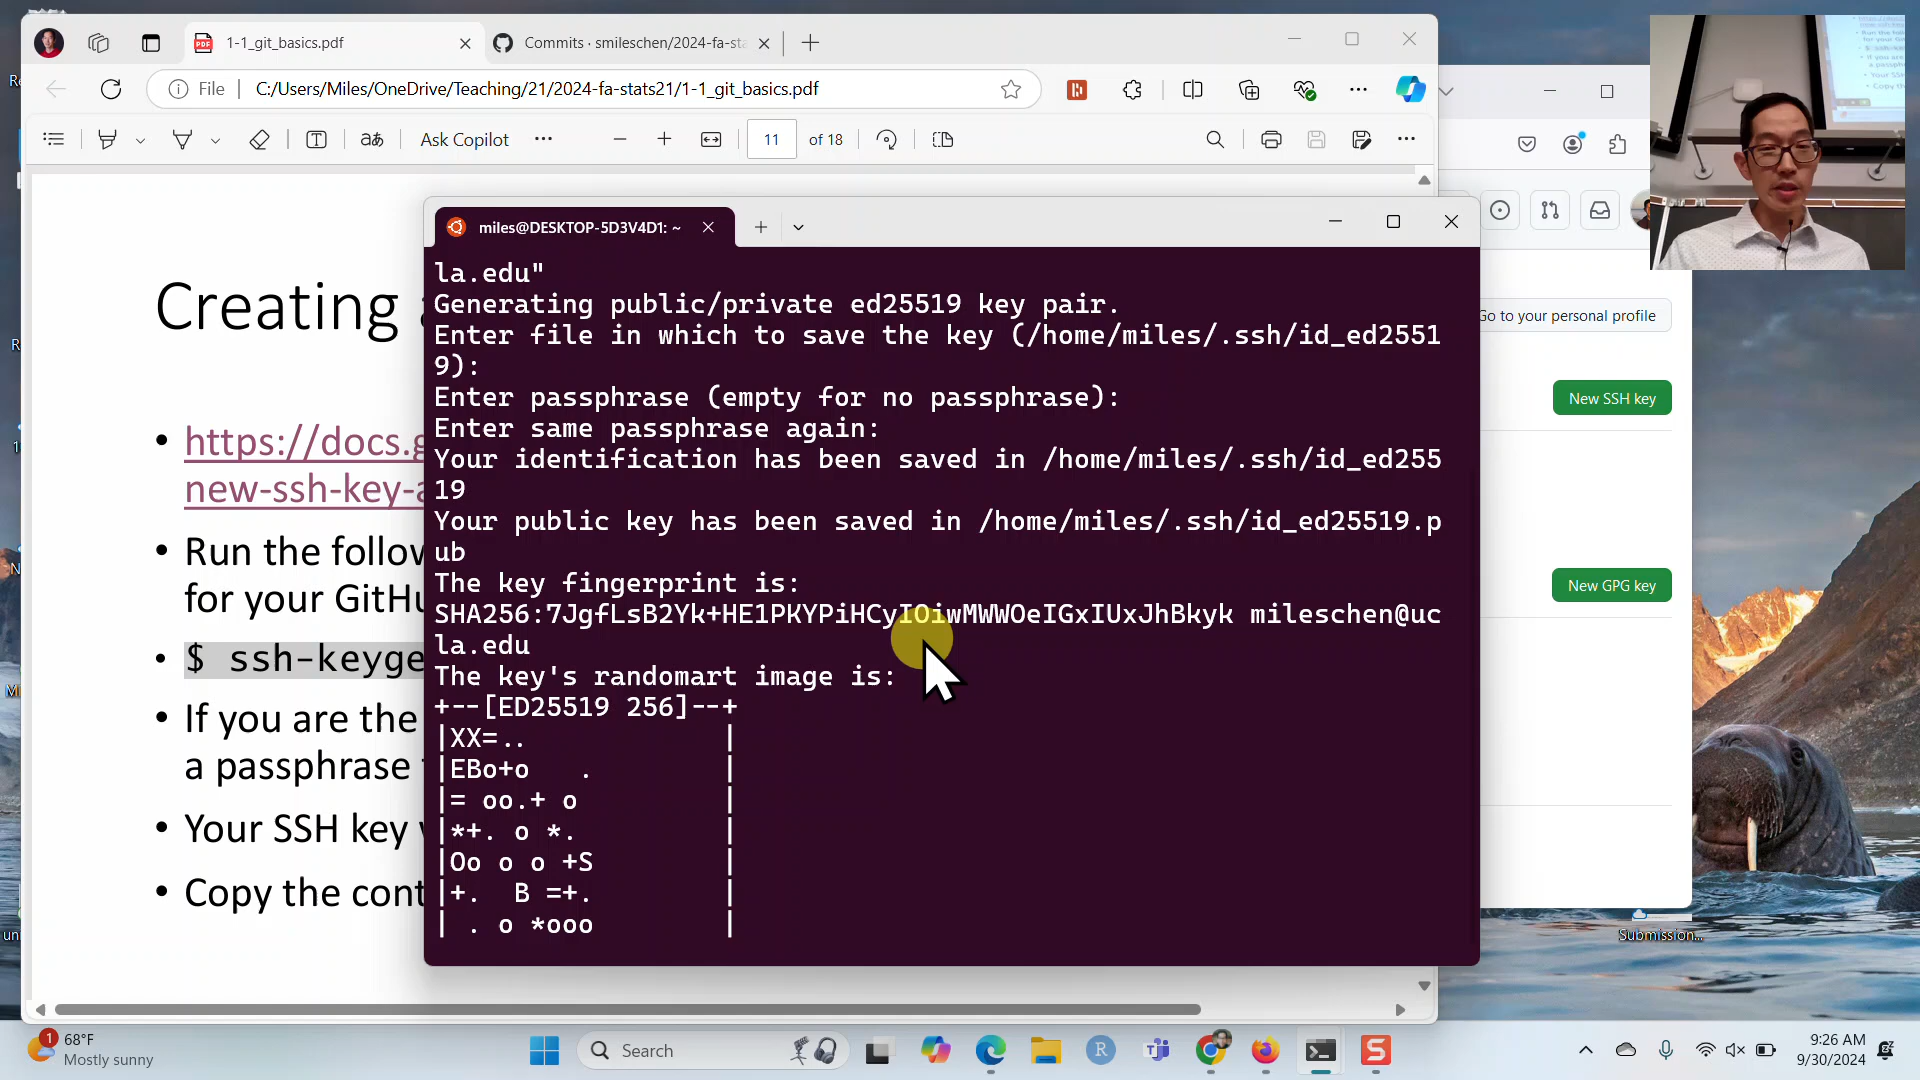 1-1_git_basics.pdf
Commits · smileschen/2024-fa-sta
File
C:/Users/Miles/OneDrive/Teaching/21/2024-fa-stats21/1-1_git_basics.pdf
Ask Copilot
11
of 18
miles@DESKTOP-5D3V4D1: ~
Creating
https://docs.g
new-ssh-key-a
Run the follow
for your GitHu
$ ssh-keyge
If you are the
a passphrase
Your SSH key
Copy the cont
la.edu"
Generating public/private ed25519 key pair.
Enter file in which to save the key (/home/miles/.ssh/id_ed2551
9):
Enter passphrase (empty for no passphrase):
Enter same passphrase again:
Your identification has been saved in /home/miles/.ssh/id_ed255
19
Your public key has been saved in /home/miles/.ssh/id_ed25519.p
ub
The key fingerprint is:
SHA256:7JgfLsB2Yk+HE1PKYPiHCyIOiwMWWOeIGxIUxJhBkyk mileschen@uc
la.edu
The key's randomart image is:
+--[ED25519 256]--+
|XX=..            |
|EBo+o   .        |
|= oo.+ o         |
|*+. o *.         |
|Oo o o +S        |
|+.  B =+.        |
| . o *ooo        |
Go to your personal profile
New SSH key
New GPG key
Submission...
1
68°F
Mostly sunny
Search
9:26 AM
9/30/2024